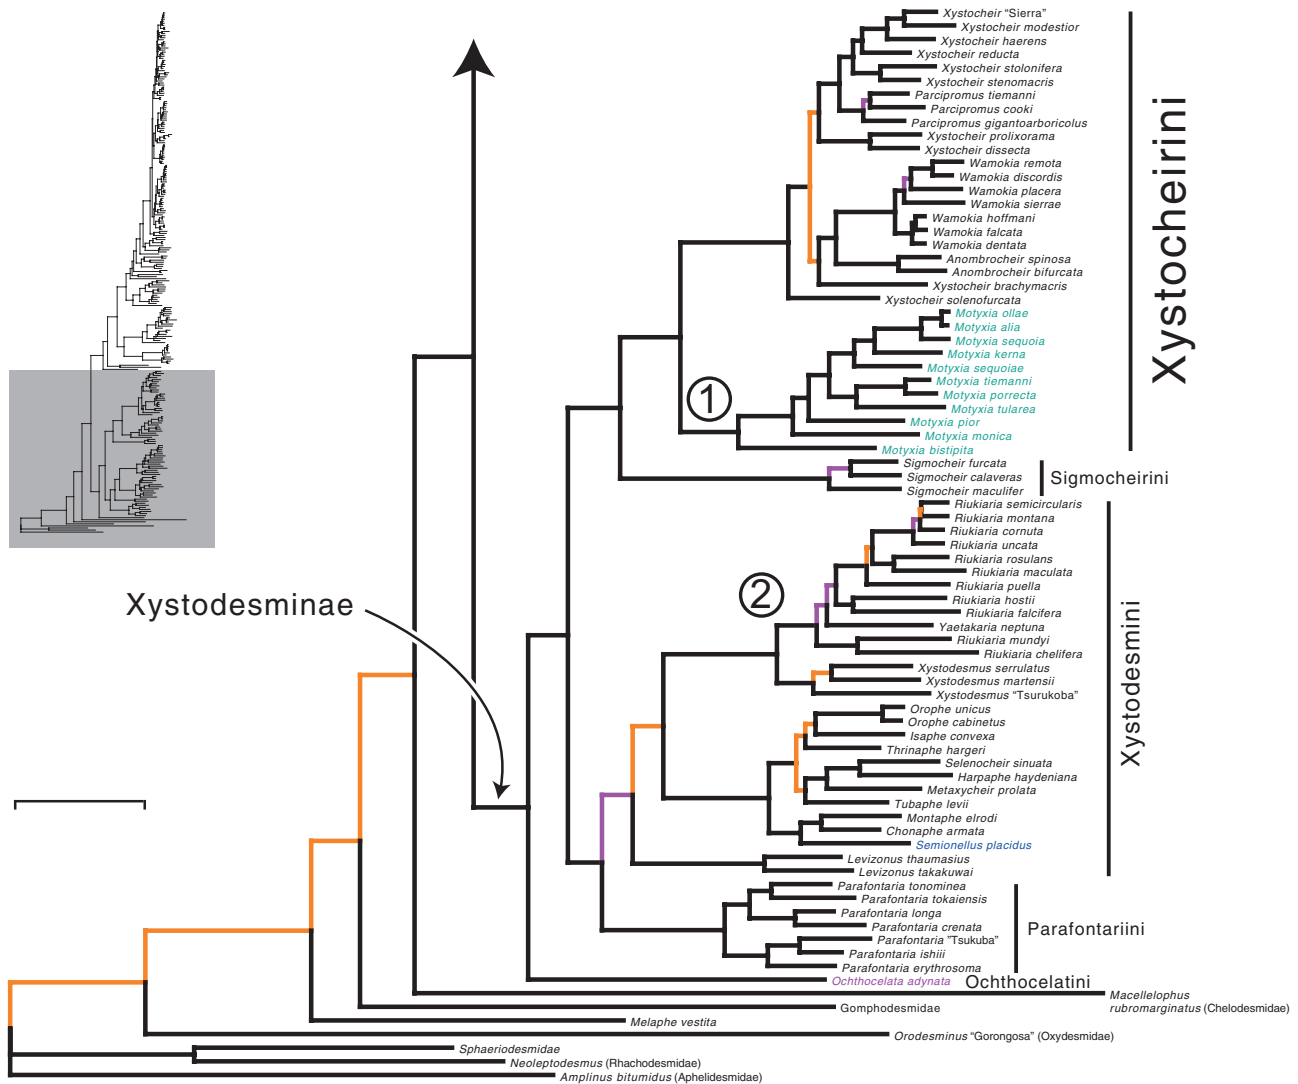 Xystocheir “Sierra”
Xystocheir modestior
Xystocheir haerens
Xystocheir reducta
Xystocheir stolonifera
Xystocheir stenomacris
Parcipromus tiemanni
Parcipromus cooki
Parcipromus gigantoarboricolus
Xystocheir prolixorama
Xystocheir dissecta
Wamokia remota
Wamokia discordis
Wamokia placera
Wamokia sierrae
Wamokia hoffmani
Wamokia falcata
Wamokia dentata
Anombrocheir spinosa
Anombrocheir bifurcata
Xystocheir brachymacris
Xystocheir solenofurcata
Motyxia ollae
Motyxia alia
Motyxia sequoia
Motyxia kerna
Motyxia sequoiae
Motyxia tiemanni
Motyxia porrecta
Motyxia tularea
Motyxia pior
Motyxia monica
Motyxia bistipita
Xystocheirini
1
Sigmocheir furcata
Sigmocheir calaveras
Sigmocheir maculifer
Sigmocheirini
Riukiaria semicircularis
Riukiaria montana
Riukiaria cornuta
Riukiaria uncata
Riukiaria rosulans
Riukiaria maculata
Riukiaria puella
Riukiaria hostii
Riukiaria falcifera
Yaetakaria neptuna
Riukiaria mundyi
Riukiaria chelifera
2
Xystodesminae
Xystodesmus serrulatus
Xystodesmus martensii
Xystodesmus “Tsurukoba”
Orophe unicus
Orophe cabinetus
Isaphe convexa
Thrinaphe hargeri
Selenocheir sinuata
Harpaphe haydeniana
Metaxycheir prolata
Tubaphe levii
Montaphe elrodi
Chonaphe armata
Semionellus placidus
Levizonus thaumasius
Levizonus takakuwai
Xystodesmini
Parafontaria tonominea
Parafontaria tokaiensis
Parafontaria longa
Parafontaria crenata
Parafontaria ”Tsukuba”
Parafontaria ishiii
Parafontaria erythrosoma
Parafontariini
Ochthocelata adynata Ochthocelatini
Macellelophus
rubromarginatus (Chelodesmidae)
Gomphodesmidae
Melaphe vestita
Orodesminus “Gorongosa” (Oxydesmidae)
Sphaeriodesmidae
Neoleptodesmus (Rhachodesmidae)
Amplinus bitumidus (Aphelidesmidae)